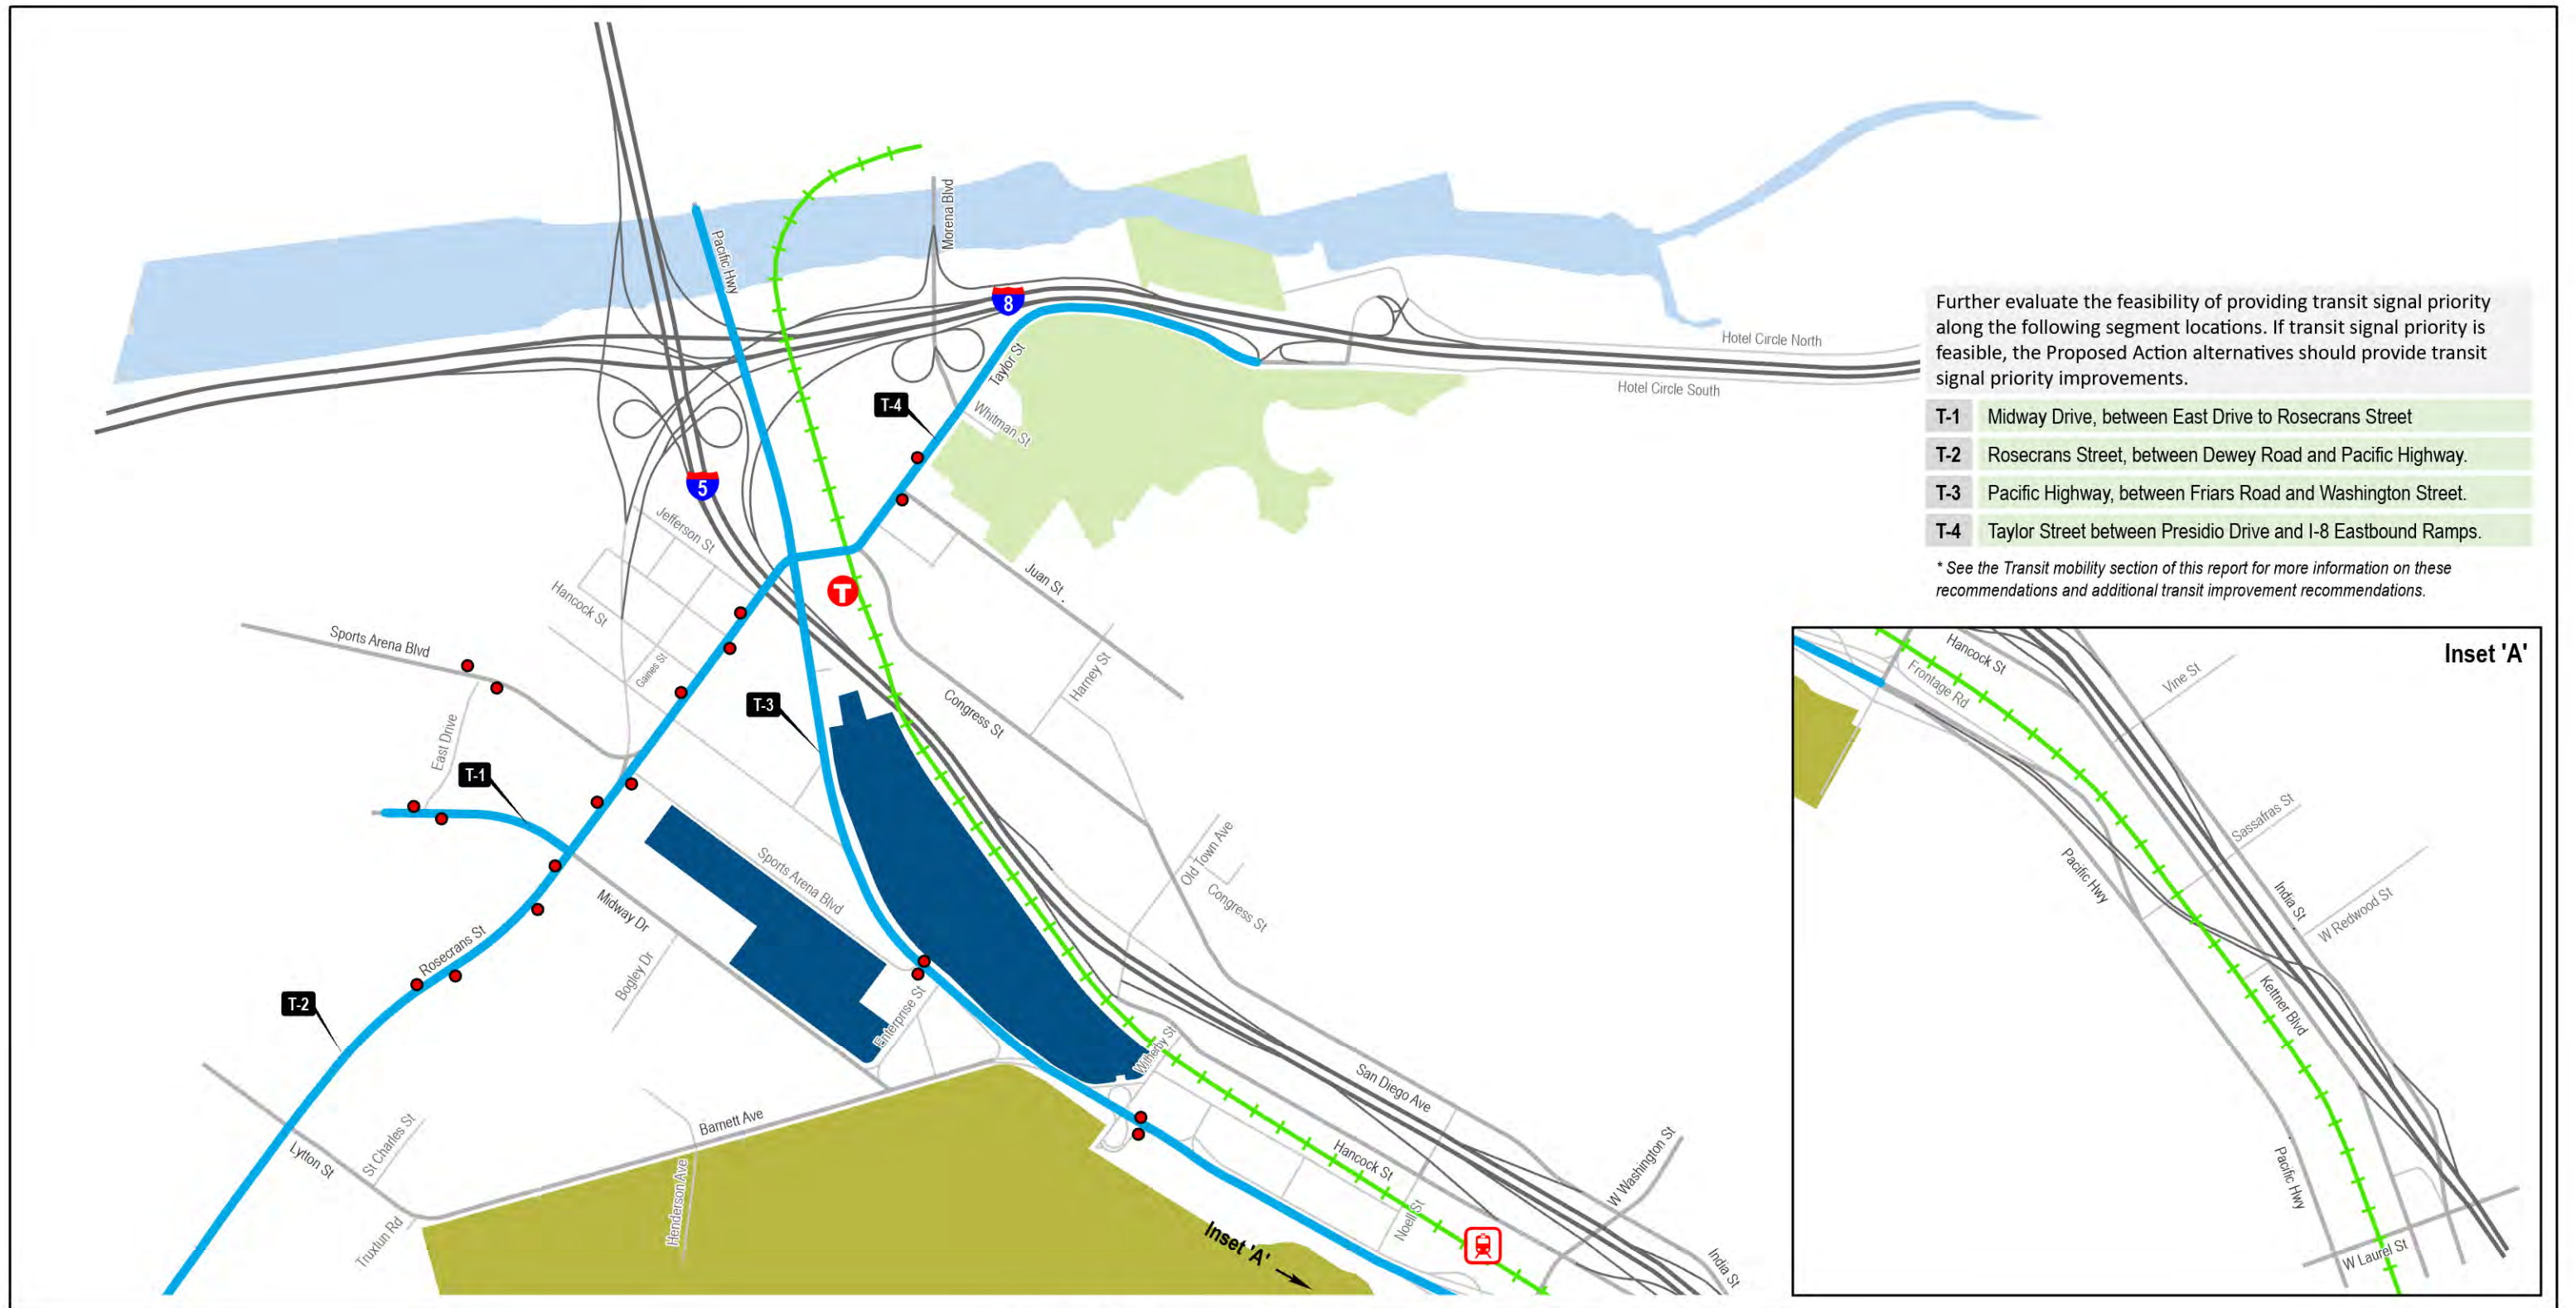 Pacific Hwy
Morena Blvd
8
Taylor St
Whitman St
Hotel Circle North
Hotel Circle South
T-4
5
Jefferson St
Hancock St
Gaines St
Juan St
T
Sports Arena Blvd
East Drive
T-1
T-3
Harney St
Congress St
Sports Arena Blvd
Old Town Ave
Congress St
Midway Dr
Bogley Dr
Rosecrans St
T-2
Enterprise St
Witherby St
San Diego Ave
Barnett Ave
Lytton St
St Charles St
Truxtun Rd
Henderson Ave
Hancock St
Noell St
W Washington St
India St
Inset 'A'
Further evaluate the feasibility of providing transit signal priority
along the following segment locations. If transit signal priority is
feasible, the Proposed Action alternatives should provide transit
signal priority improvements.
T-1 Midway Drive, between East Drive to Rosecrans Street
T-2 Rosecrans Street, between Dewey Road and Pacific Highway.
T-3 Pacific Highway, between Friars Road and Washington Street.
T-4 Taylor Street between Presidio Drive and I-8 Eastbound Ramps.
* See the Transit mobility section of this report for more information on these
recommendations and additional transit improvement recommendations.
Inset 'A'
Hancock St
Frontage Rd
Vine St
Sassafras St
India St
W Redwood St
Pacific Hwy
Kettner Blvd
Pacific Hwy
W Laurel St